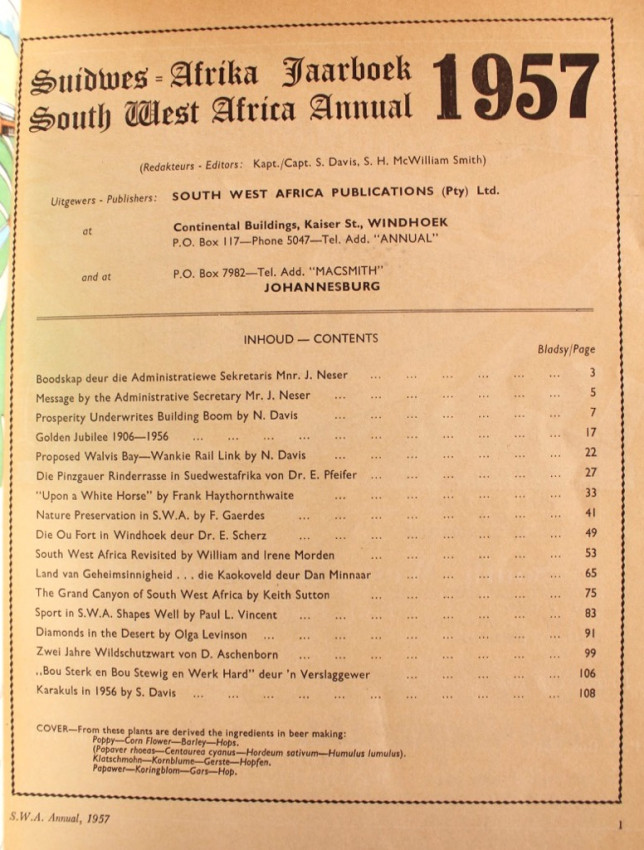 Suidwes=Afrika Jaarboek 1957
South West Africa Annual
(Redakteurs - Editors: Kapt./Capt. S. Davis, S. H. McWilliam Smith)
Uitgewers - Publishers: SOUTH WEST AFRICA PUBLICATIONS (Pty) Ltd.
at Continental Buildings, Kaiser St., WINDHOEK
P.O. Box 117—Phone 5047—Tel. Add. "ANNUAL"
and at P.O. Box 7982—Tel. Add. "MACSMITH"
JOHANNESBURG
INHOUD — CONTENTS
Bladsy/Page
Boodskap deur die Administratiewe Sekretaris Mnr. J. Neser ... ... ... ... ... ... 3
Message by the Administrative Secretary Mr. J. Neser ... ... ... ... ... ... ... 5
Prosperity Underwrites Building Boom by N. Davis ... ... ... ... ... ... ... 7
Golden Jubilee 1906—1956 ... ... ... ... ... ... ... ... ... ... ... 17
Proposed Walvis Bay—Wankie Rail Link by N. Davis ... ... ... ... ... ... ... 22
Die Pinzgauer Rinderrasse in Suedwestafrika von Dr. E. Pfeifer ... ... ... ... ... ... 27
"Upon a White Horse" by Frank Haythornthwaite ... ... ... ... ... ... ... 33
Nature Preservation in S.W.A. by F. Gaerdes ... ... ... ... ... ... ... ... 41
Die Ou Fort in Windhoek deur Dr. E. Scherz ... ... ... ... ... ... ... ... 49
South West Africa Revisited by William and Irene Morden ... ... ... ... ... ... 53
Land van Geheimsinnigheid . . . die Kaokoveld deur Dan Minnaar ... ... ... ... ... 65
The Grand Canyon of South West Africa by Keith Sutton ... ... ... ... ... ... 75
Sport in S.W.A. Shapes Well by Paul L. Vincent ... ... ... ... ... ... ... ... 83
Diamonds in the Desert by Olga Levinson ... ... ... ... ... ... ... ... ... 91
Zwei Jahre Wildschutzwart von D. Aschenborn ... ... ... ... ... ... ... ... 99
„Bou Sterk en Bou Stewig en Werk Hard" deur 'n Verslaggewer ... ... ... ... ... 106
Karakuls in 1956 by S. Davis ... ... ... ... ... ... ... ... ... ... ... 108
COVER—From these plants are derived the ingredients in beer making:
Poppy—Corn Flower—Barley—Hops.
(Papaver rhoeas—Centaurea cyanus—Hordeum sativum—Humulus lumulus).
Klatschmohn—Kornblume—Gerste—Hopfen.
Papawer—Koringblom—Gars—Hop.
S.W.A. Annual, 1957
1